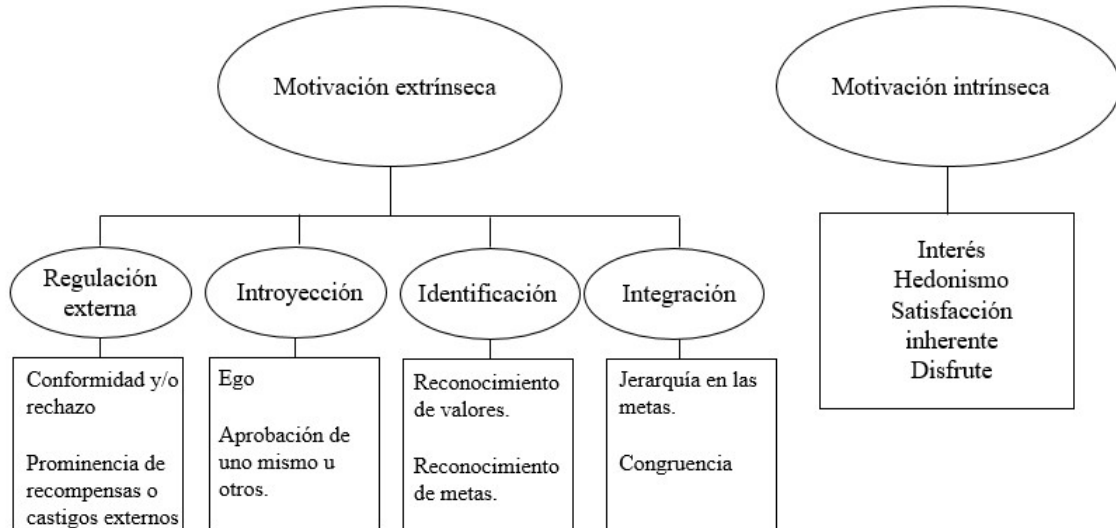 Motivación extrínseca
Motivación intrínseca
Regulación
externa
Introyección
Identificación
Integración
Conformidad y/o
rechazo
Prominencia de
recompensas o
castigos externos
Ego
Aprobación de
uno mismo u
otros.
Reconocimiento
de valores.
Reconocimiento
de metas.
Jerarquía en las
metas.
Congruencia
Interés
Hedonismo
Satisfacción
inherente
Disfrute